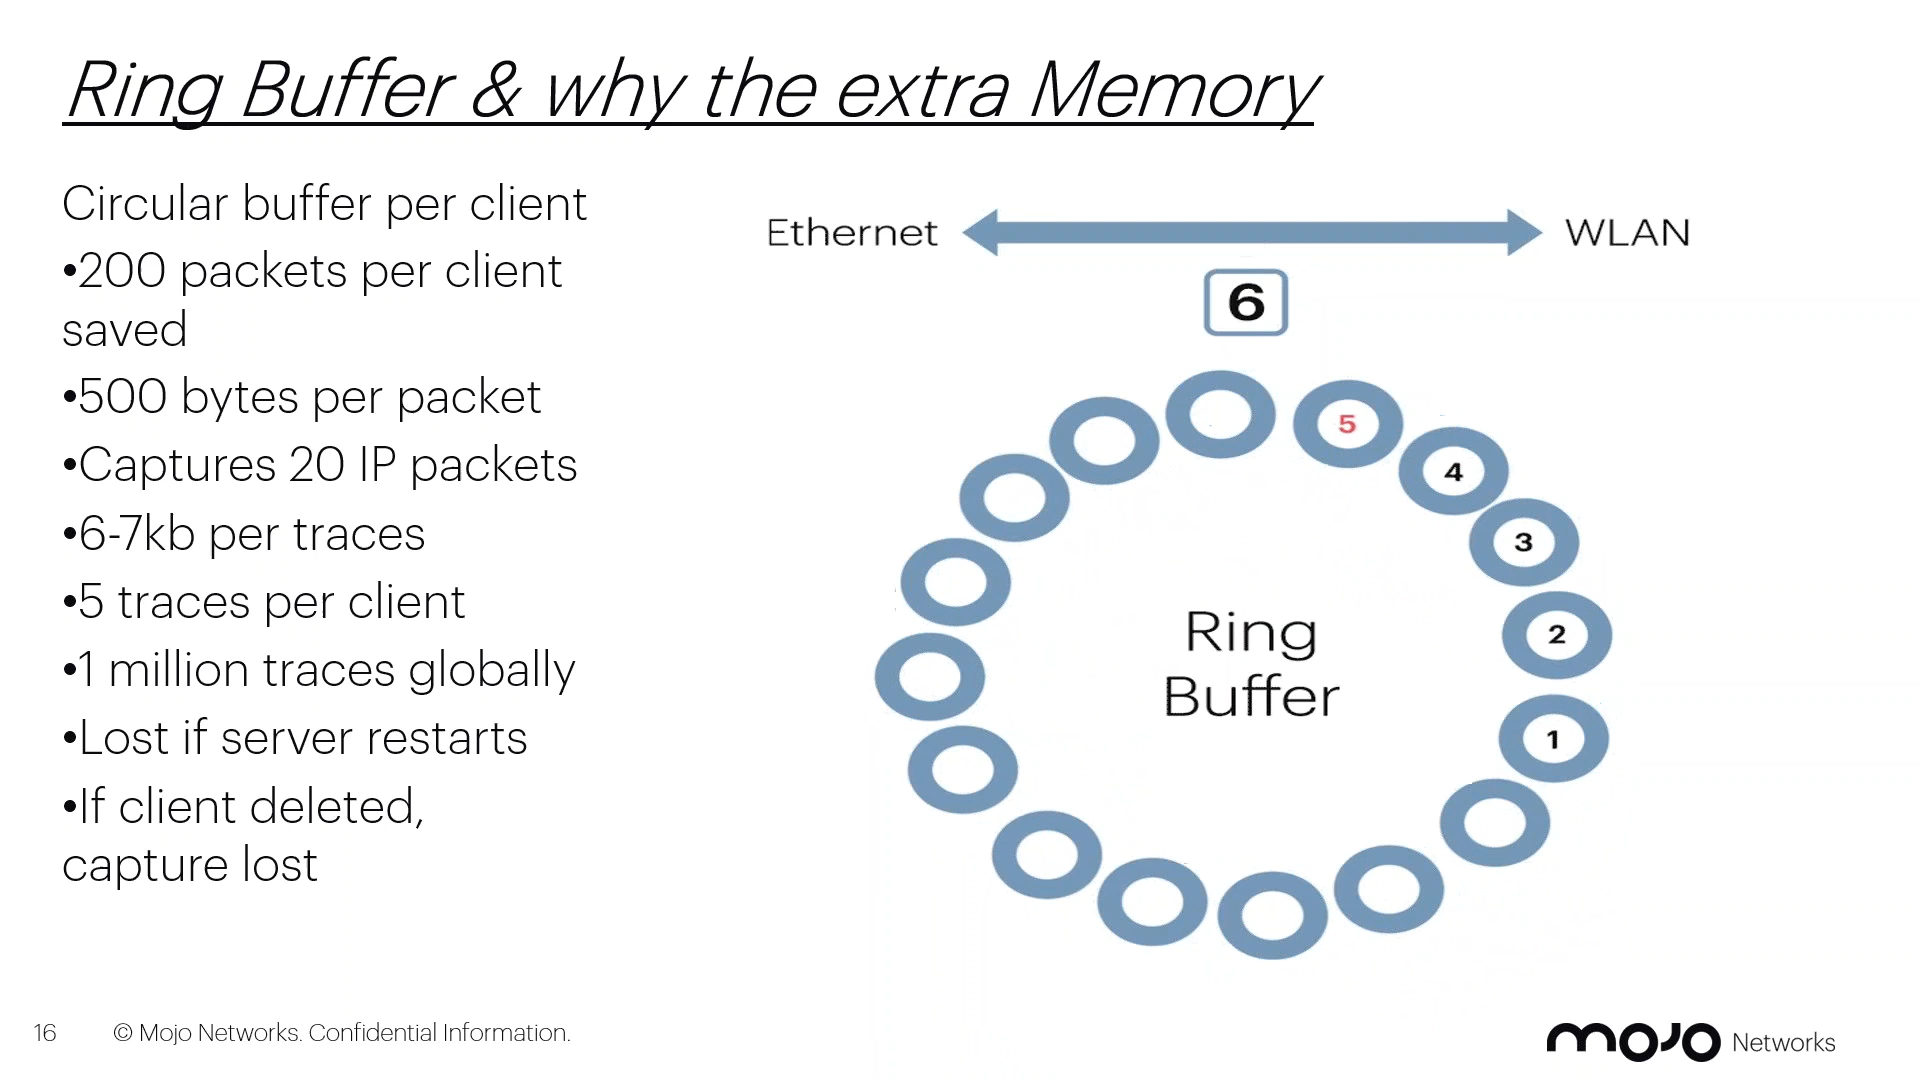 Ring Buffer & why the extra Memory
Circular buffer per client
•200 packets per client
saved
•500 bytes per packet
•Captures 20 IP packets
•6-7kb per traces
•5 traces per client
•1 million traces globally
•Lost if server restarts
•If client deleted,
capture lost
Ethernet
WLAN
6
5
4
3
2
1
Ring
Buffer
16
© Mojo Networks. Confidential Information.
mojo Networks